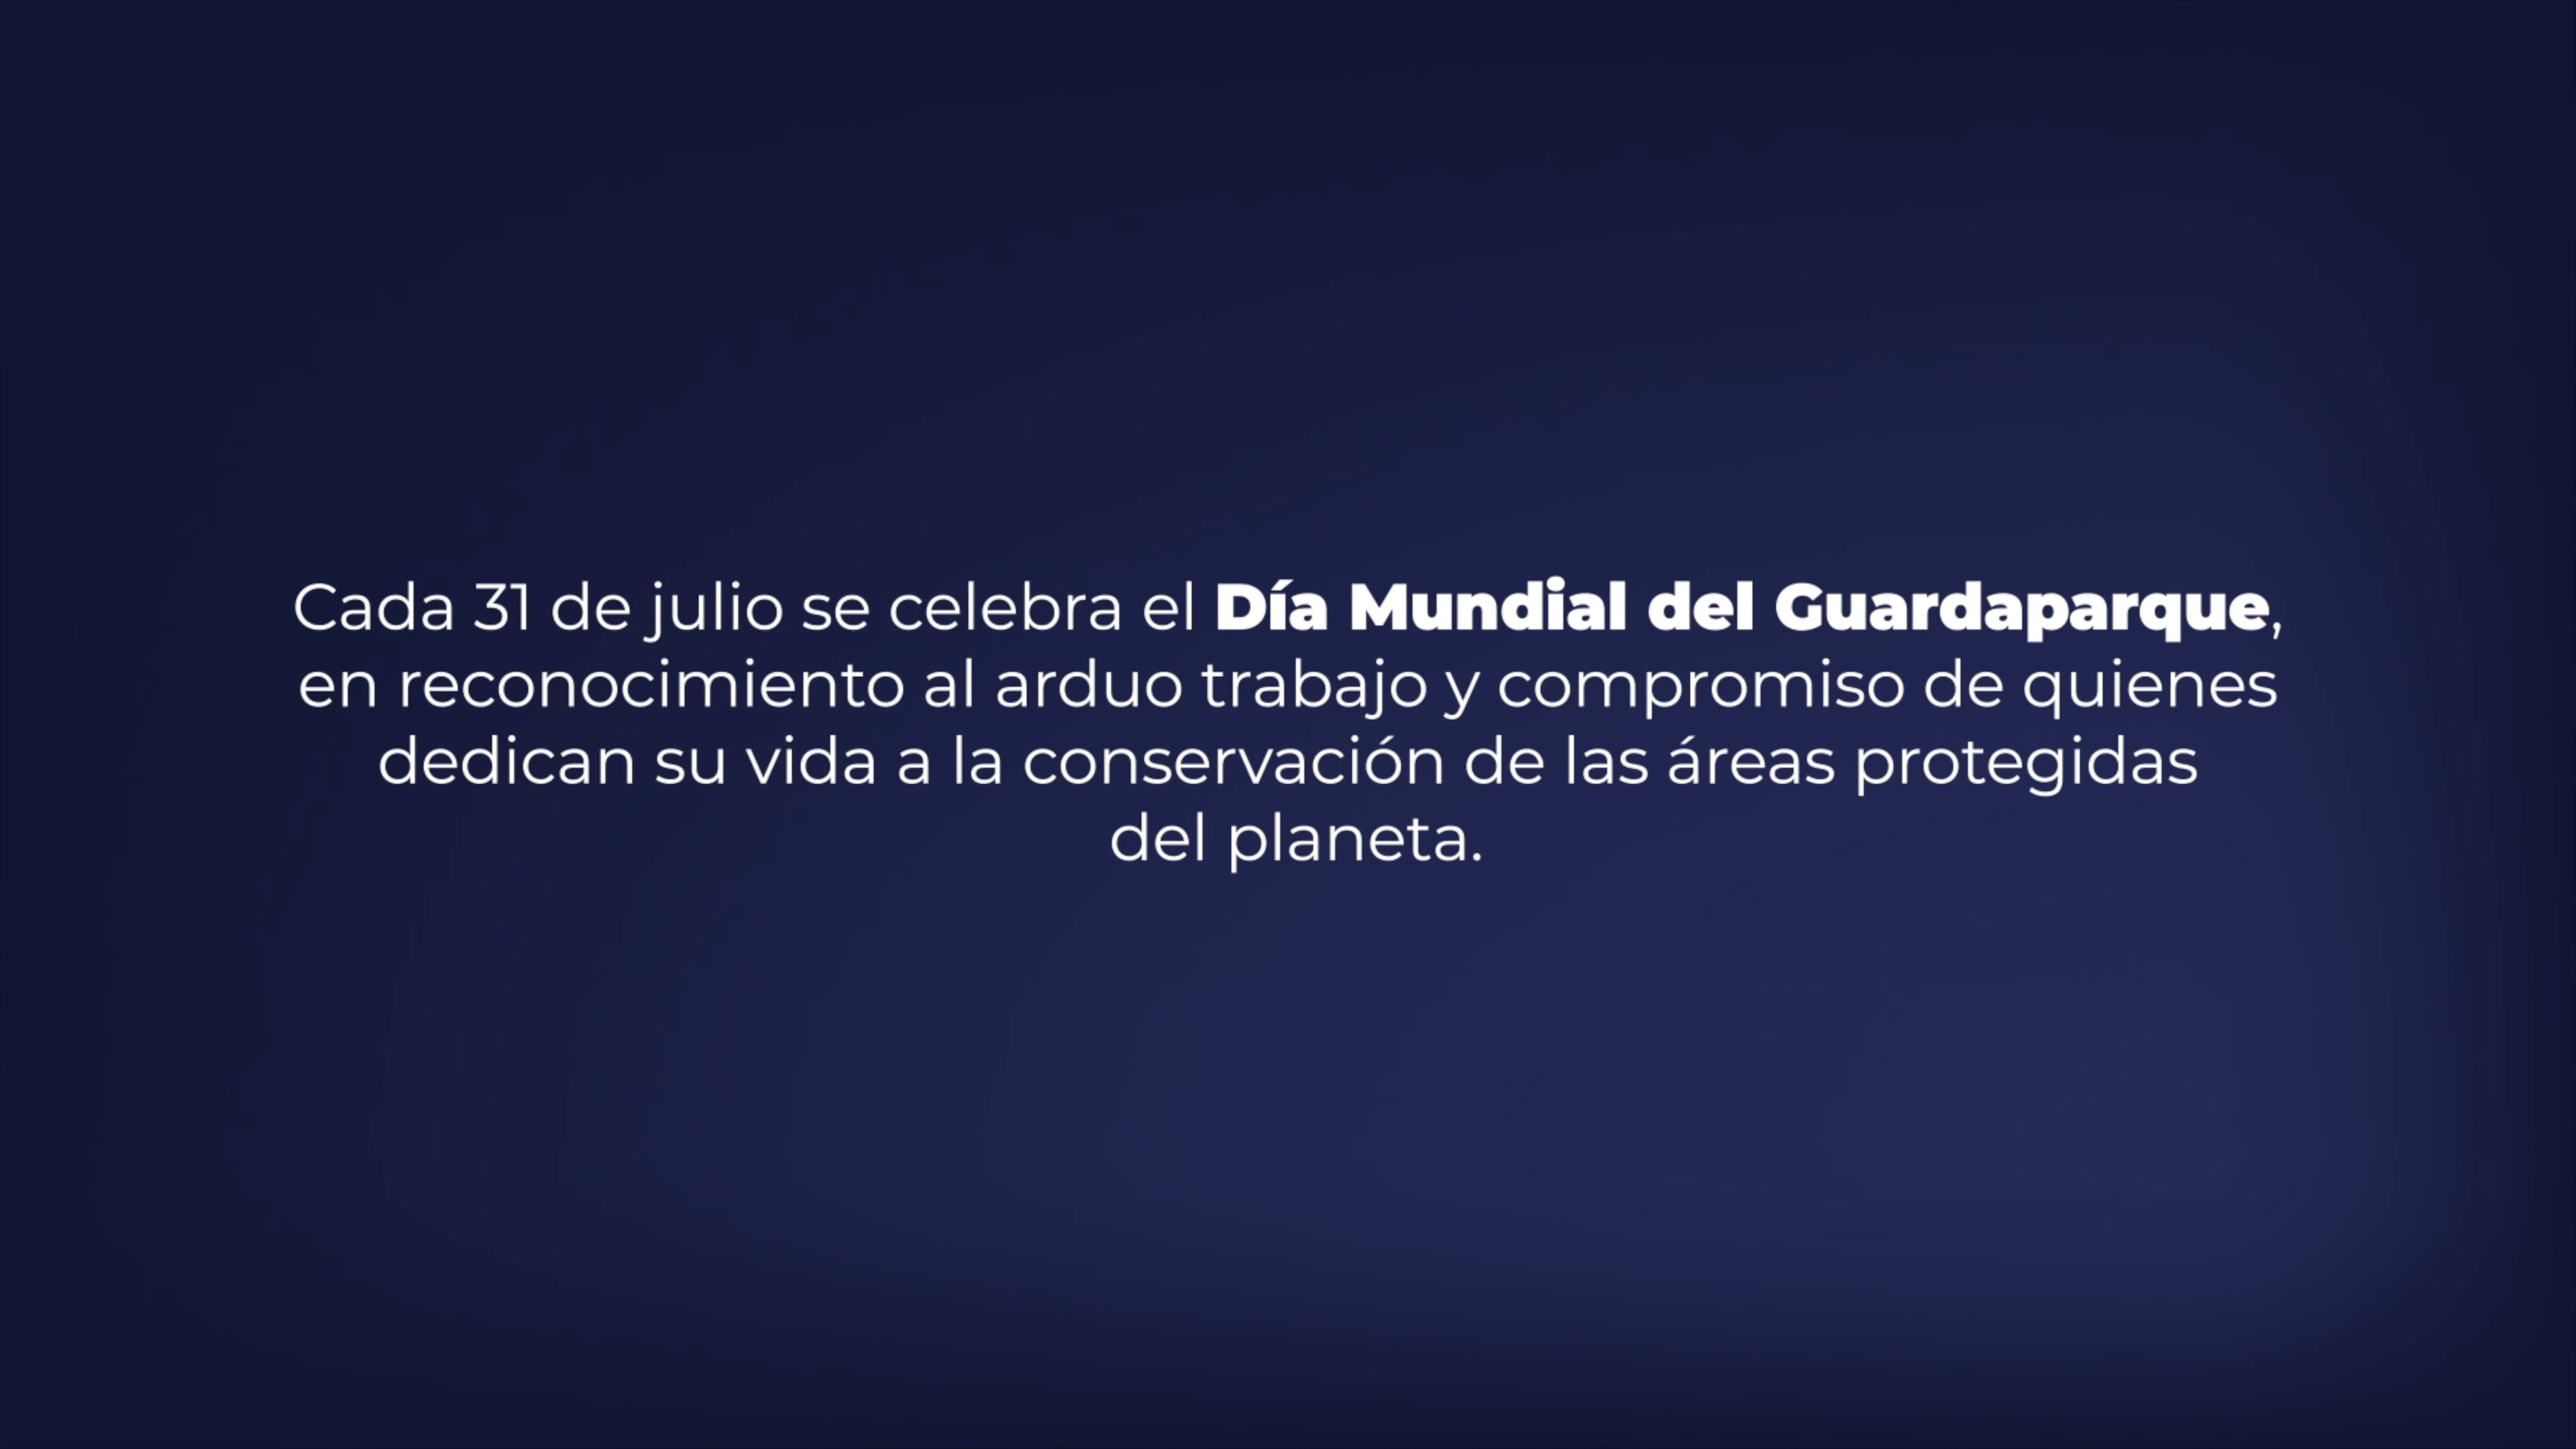 Cada 31 de julio se celebra el Día Mundial del Guardaparque,
en reconocimiento al arduo trabajo y compromiso de quienes
dedican su vida a la conservación de las áreas protegidas
del planeta.